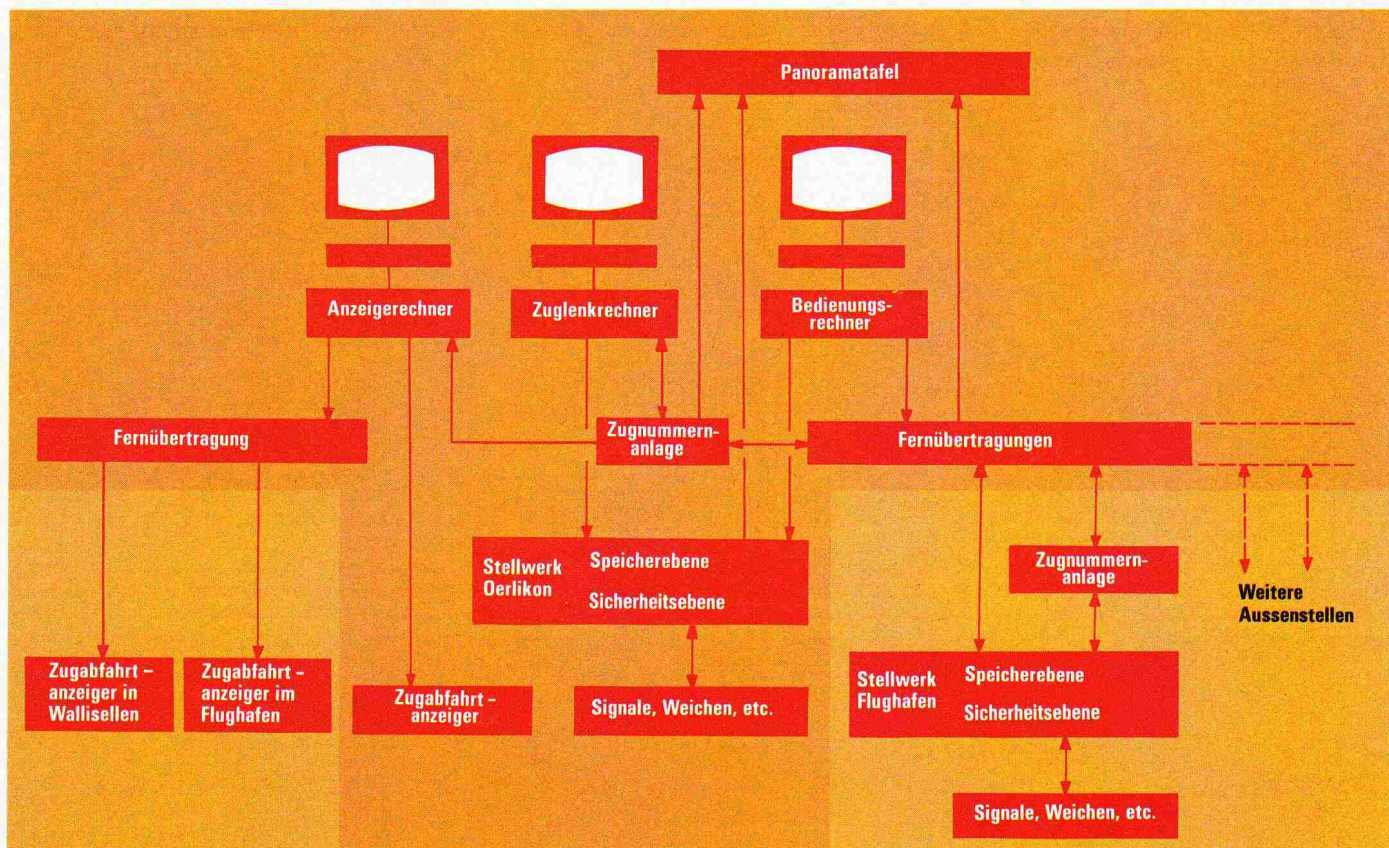 Panoramatafel
Anzeigerechner
Zuglenkrechner
Bedienungs-
rechner
Fernübertragung
Zugnummern-
anlage
Fernübertragungen
Stellwerk
Oerlikon
Speicherebene
Sicherheitsebene
Zugnummern-
anlage
Weitere
Aussenstellen
Zugabfahrt –
anzeiger in
Wallisellen
Zugabfahrt –
anzeiger im
Flughafen
Zugabfahrt –
anzeiger
Signale, Weichen, etc.
Stellwerk
Flughafen
Speicherebene
Sicherheitsebene
Signale, Weichen, etc.